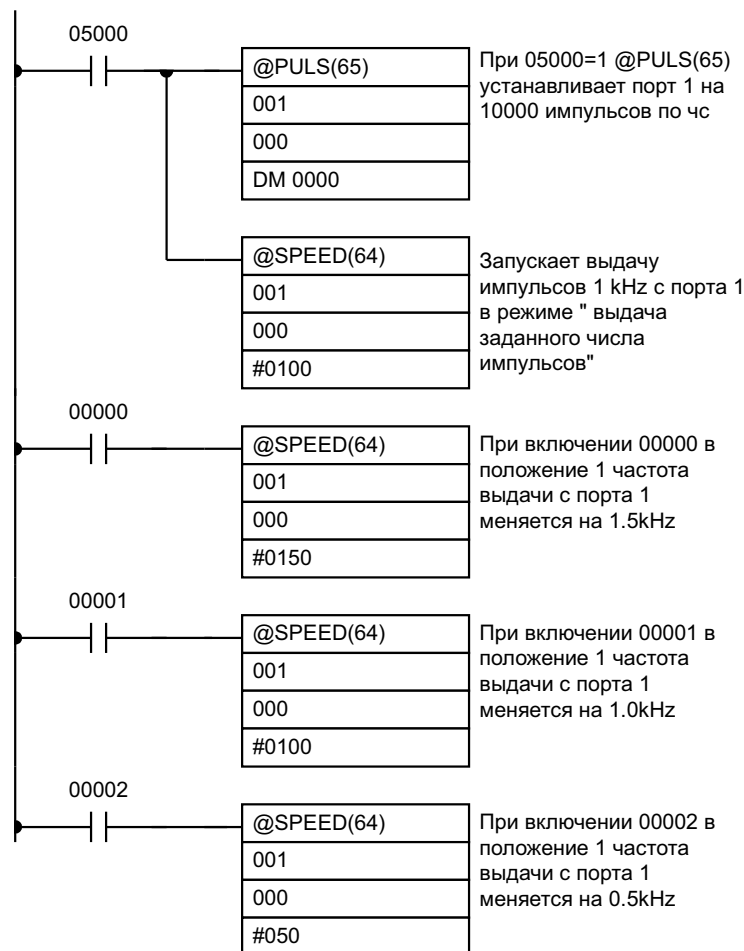 05000
@PULS(65)
001
000
DM 0000
При 05000=1 @PULS(65)
устанавливает порт 1 на
10000 импульсов по чс
@SPEED(64)
001
000
#0100
Запускает выдачу
импульсов 1 kHz с порта 1
в режиме " выдача
заданного числа
импульсов"
00000
@SPEED(64)
001
000
#0150
При включении 00000 в
положение 1 частота
выдачи с порта 1
меняется на 1.5kHz
00001
@SPEED(64)
001
000
#0100
При включении 00001 в
положение 1 частота
выдачи с порта 1
меняется на 1.0kHz
00002
@SPEED(64)
001
000
#050
При включении 00002 в
положение 1 частота
выдачи с порта 1
меняется на 0.5kHz